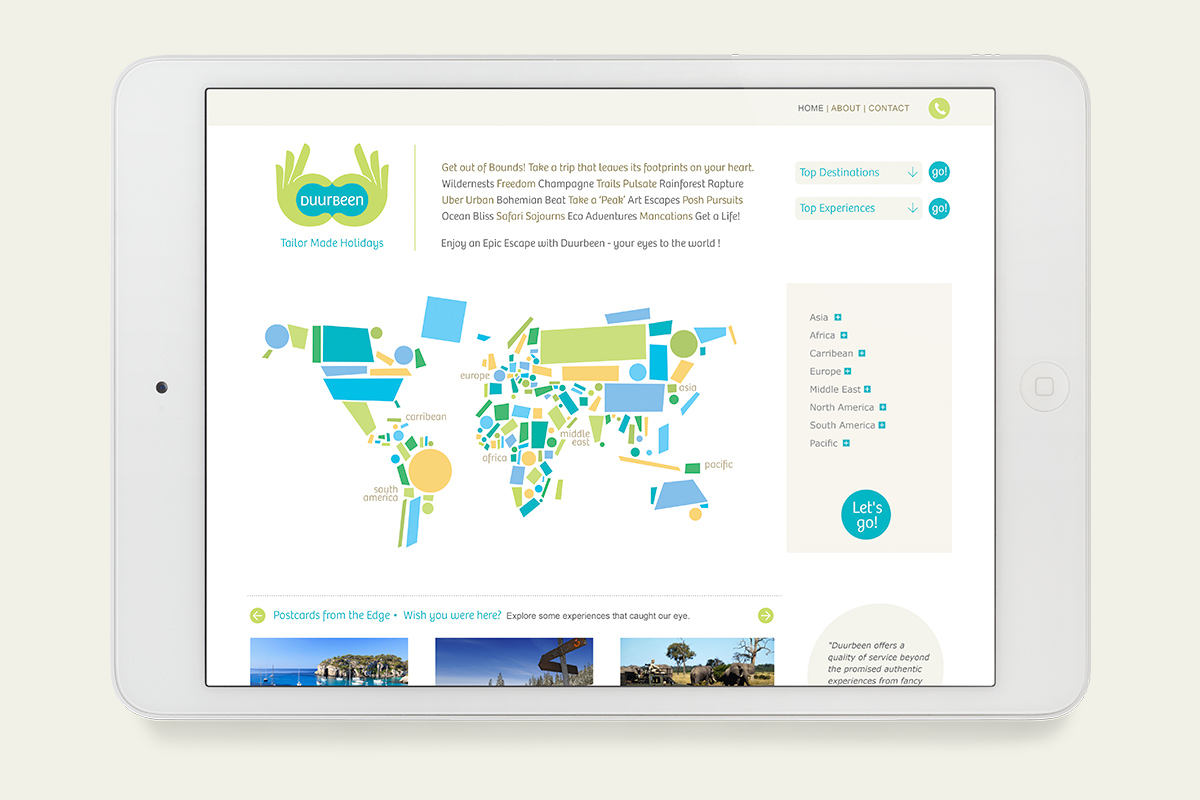 HOME | ABOUT | CONTACT
DUURBEEN
Tailor Made Holidays
Get out of Bounds! Take a trip that leaves its footprints on your heart.
Wildernests Freedom Champagne Trails Pulsate Rainforest Rapture
Uber Urban Bohemian Beat Take a 'Peak' Art Escapes Posh Pursuits
Ocean Bliss Safari Sojourns Eco Adventures Mancations Get a Life!
Enjoy an Epic Escape with Duurbeen - your eyes to the world !
Top Destinations
go!
Top Experiences
go!
europe
asia
carribean
middle
east
africa
pacific
south
america
Asia
Africa
Carribean
Europe
Middle East
North America
South America
Pacific
Let's
go!
Postcards from the Edge • Wish you were here? Explore some experiences that caught our eye.
"Duurbeen offers a
quality of service beyond
the promised authentic
experiences from fancy